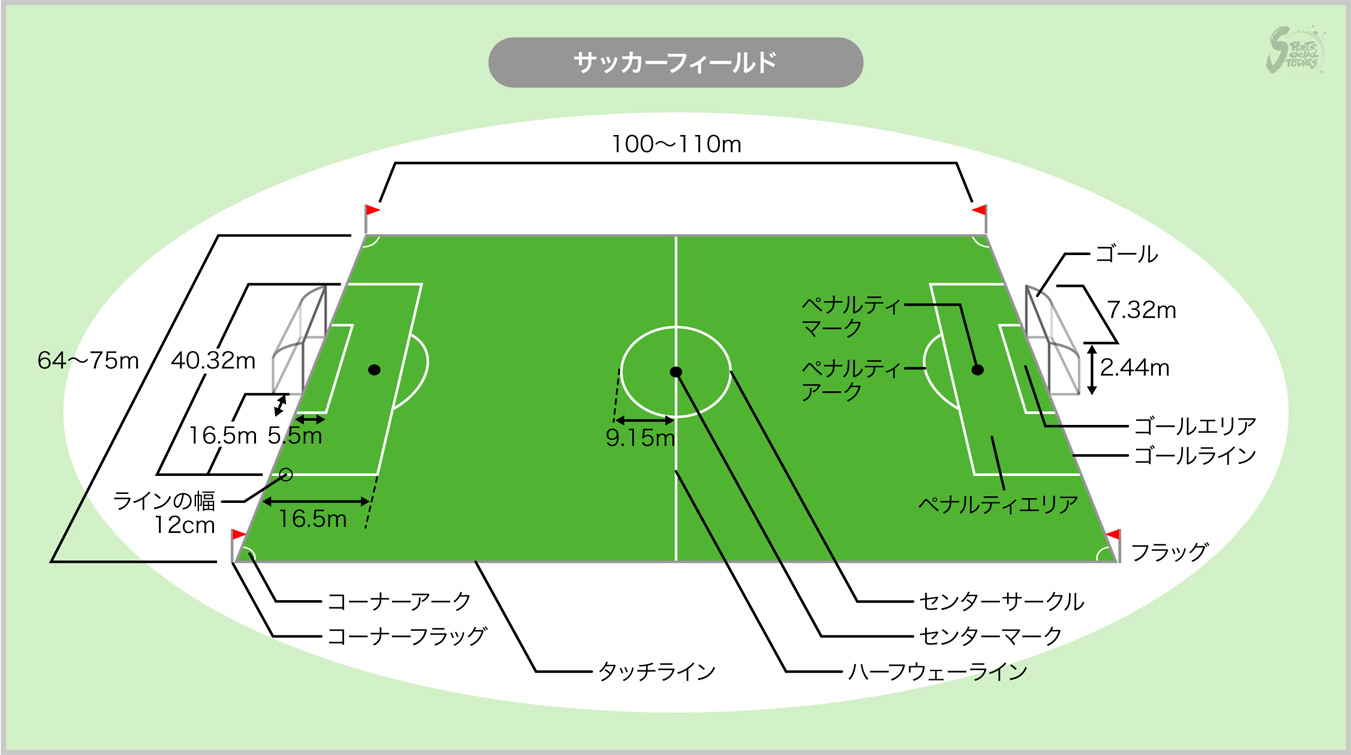 サッカーフィールド
SPORTS
SOCIAL
STUDIES
100〜110m
ゴール
7.32m
ペナルティ
マーク
64〜75m
40.32m
ペナルティ
アーク
2.44m
16.5m
5.5m
9.15m
ゴールエリア
ゴールライン
ラインの幅
12cm
16.5m
ペナルティエリア
フラッグ
コーナーアーク
センターサークル
コーナーフラッグ
センターマーク
タッチライン
ハーフウェーライン